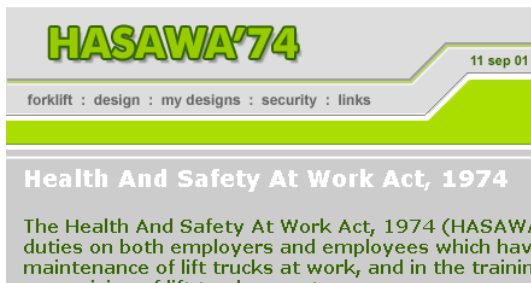 HASAWA'74
11 sep 01
forklift : design : my designs : security : links
Health And Safety At Work Act, 1974
The Health And Safety At Work Act, 1974 (HASAWA
duties on both employers and employees which hav
maintenance of lift trucks at work, and in the trainin